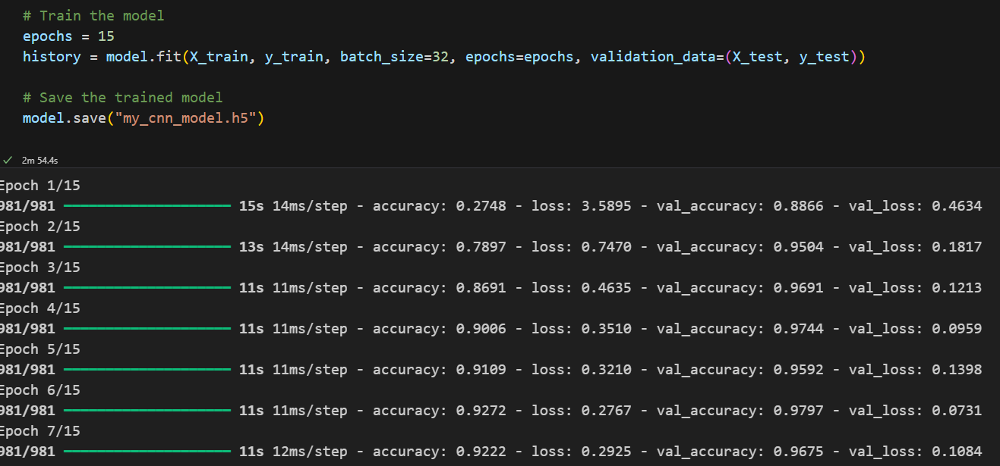 # Train the model
epochs = 15
history = model.fit(X_train, y_train, batch_size=32, epochs=epochs, validation_data=(X_test, y_test))
# Save the trained model
model.save("my_cnn_model.h5")
2m 54.4s
Epoch 1/15
981/981 15s 14ms/step - accuracy: 0.2748 - loss: 3.5895 - val_accuracy: 0.8866 - val_loss: 0.4634
Epoch 2/15
981/981 13s 14ms/step - accuracy: 0.7897 - loss: 0.7470 - val_accuracy: 0.9504 - val_loss: 0.1817
Epoch 3/15
981/981 11s 11ms/step - accuracy: 0.8691 - loss: 0.4635 - val_accuracy: 0.9691 - val_loss: 0.1213
Epoch 4/15
981/981 11s 11ms/step - accuracy: 0.9006 - loss: 0.3510 - val_accuracy: 0.9744 - val_loss: 0.0959
Epoch 5/15
981/981 11s 11ms/step - accuracy: 0.9109 - loss: 0.3210 - val_accuracy: 0.9592 - val_loss: 0.1398
Epoch 6/15
981/981 11s 11ms/step - accuracy: 0.9272 - loss: 0.2767 - val_accuracy: 0.9797 - val_loss: 0.0731
Epoch 7/15
981/981 11s 12ms/step - accuracy: 0.9222 - loss: 0.2925 - val_accuracy: 0.9675 - val_loss: 0.1084